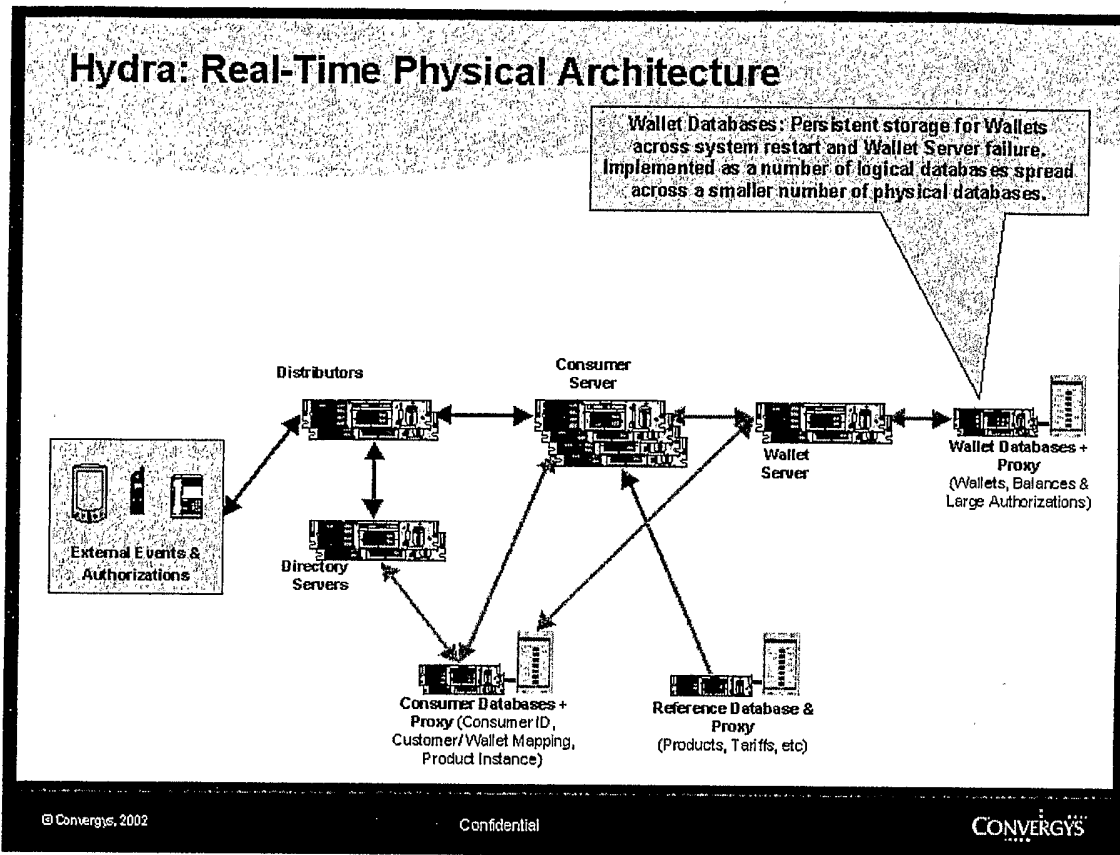 Hydra: Real-Time Physical Architecture
Wallet Databases: Persistent storage for Wallets
across system restart and Wallet Server failure.
Implemented as a number of logical databases spread
across a smaller number of physical databases.
Distributors
Consumer
Server
Wallet
Server
Wallet Databases +
Proxy
(Wallets, Balances &
Large Authorizations)
External Events &
Authorizations
Directory
Servers
Consumer Databases +
Proxy (Consumer ID,
Customer/Wallet Mapping,
Product Instance)
Reference Database &
Proxy
(Products, Tariffs, etc)
© Convergys, 2002
Confidential
CONVERGYS